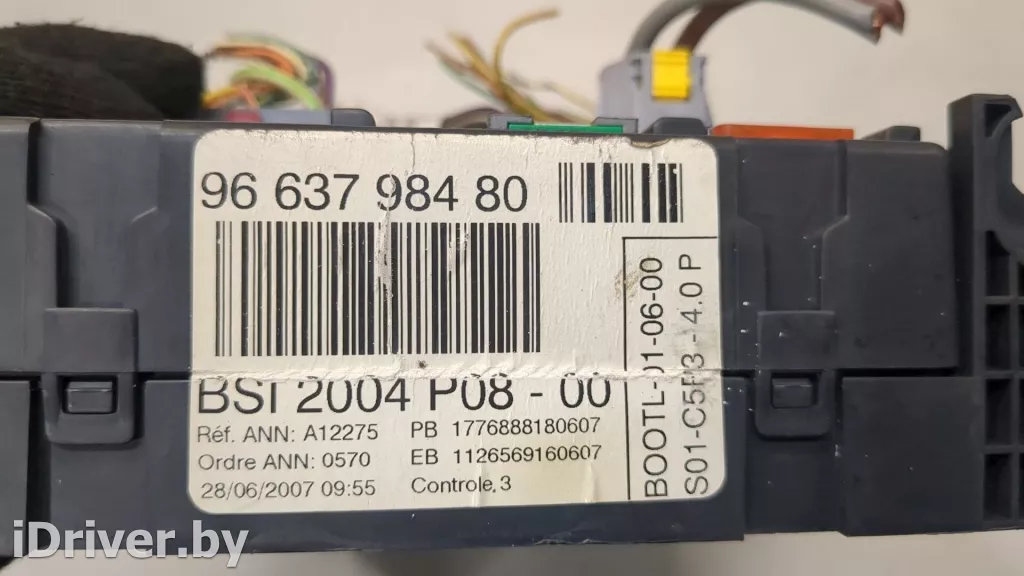 96 637 984 80
BSI 2004 P08 - 00
Réf. ANN: A12275 PB 1776888180607
Ordre ANN: 0570 EB 1126569160607
28/06/2007 09:55 Controle, 3
BOOTL-01-06-00
S01-C5F3 - 4.0 P
iDriver.by